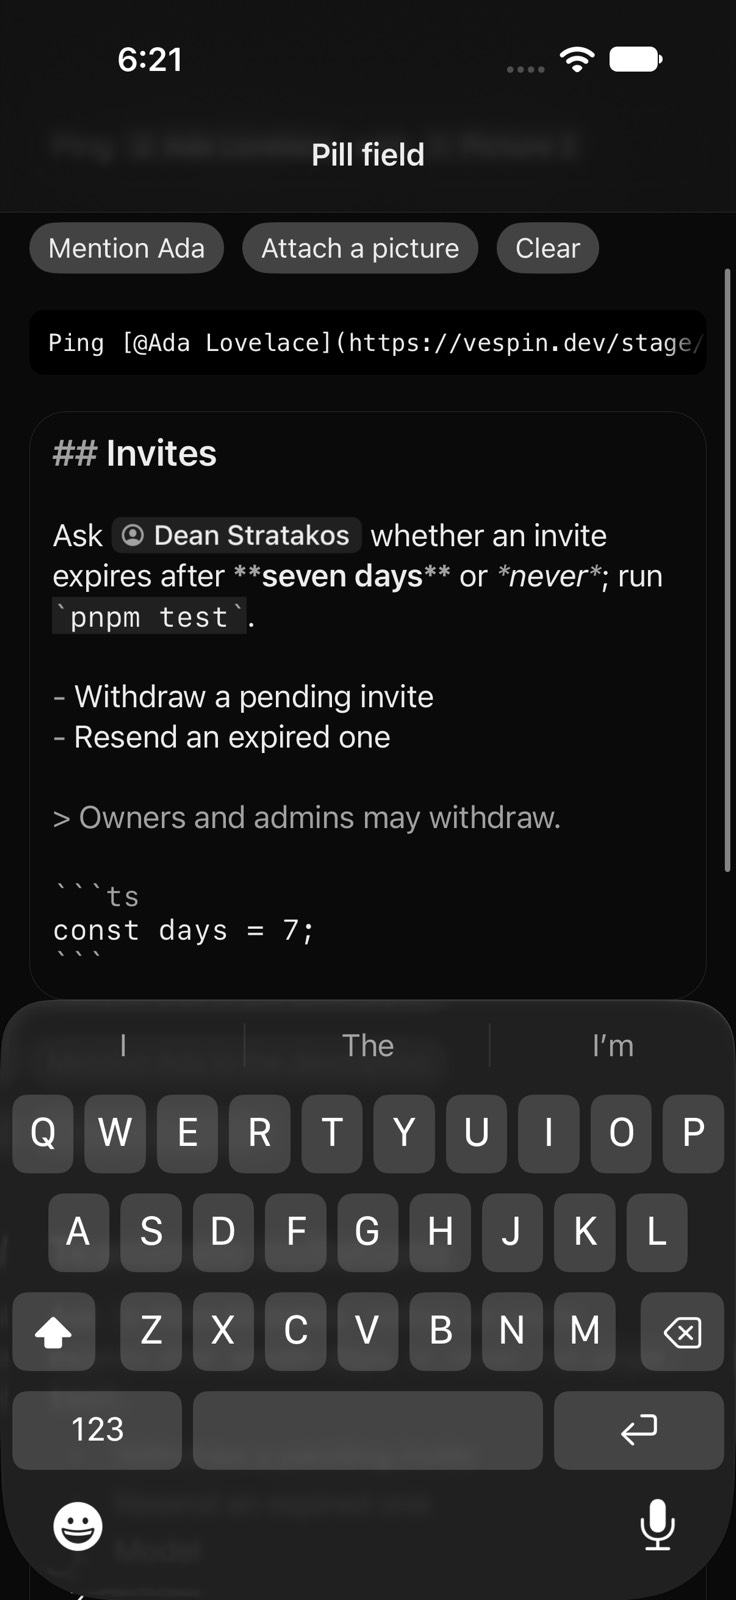 6:21
Pill field
Mention Ada
Attach a picture
Clear
Ping [@Ada Lovelace](https://vespin.dev/stage/
## Invites
Ask Dean Stratakos whether an invite
expires after **seven days** or *never*; run
`pnpm test`.
- Withdraw a pending invite
- Resend an expired one
> Owners and admins may withdraw.
```ts
const days = 7;
```
I The I’m
Q W E R T Y U I O P
A S D F G H J K L
Z X C V B N M
123